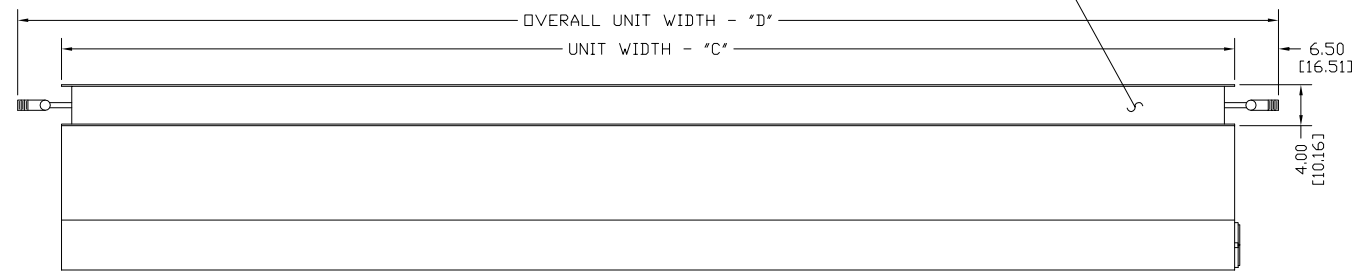 OVERALL UNIT WIDTH - "D"
UNIT WIDTH - "C"
6.50
[16.51]
4.00
[10.16]